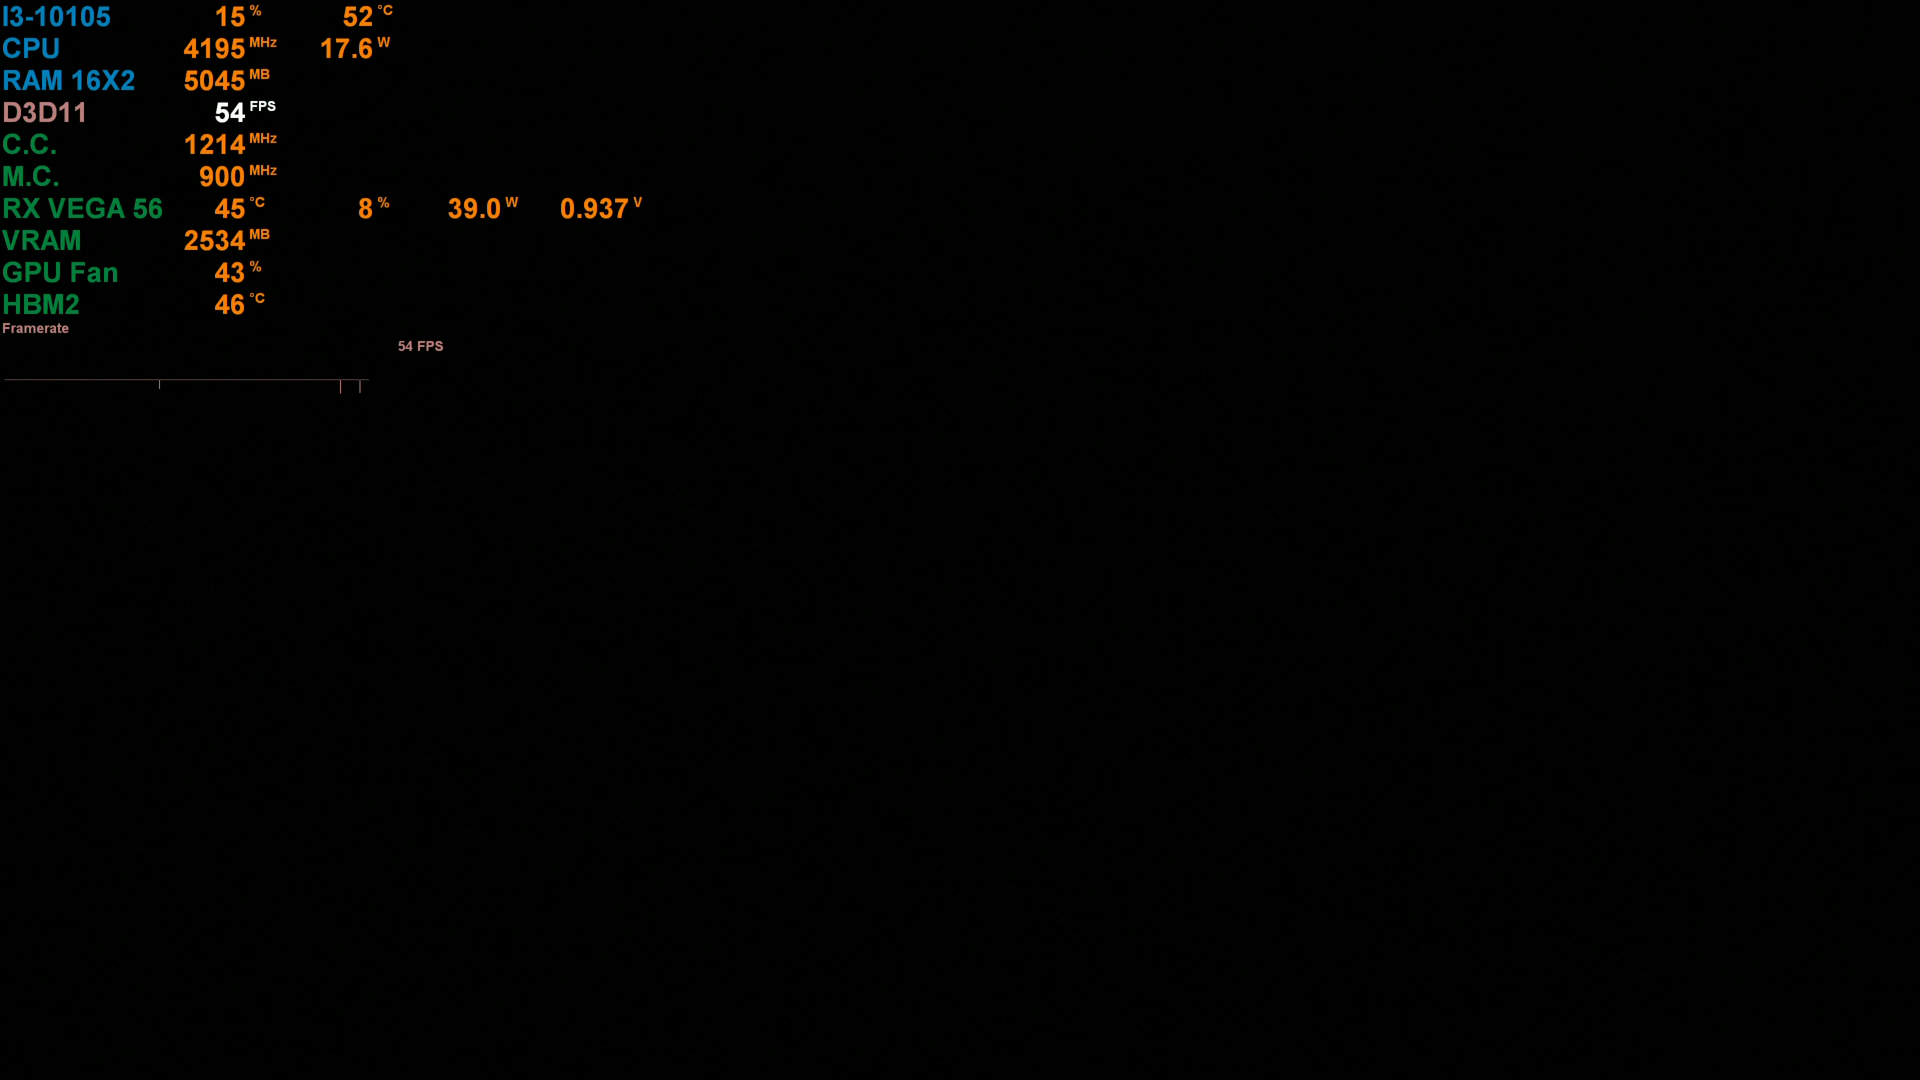 I3-10105 15 % 52 °C
CPU 4195 MHz 17.6 W
RAM 16X2 5045 MB
D3D11 54 FPS
C.C. 1214 MHz
M.C. 900 MHz
RX VEGA 56 45 °C 8 % 39.0 W 0.937 V
VRAM 2534 MB
GPU Fan 43 %
HBM2 46 °C
Framerate
54 FPS